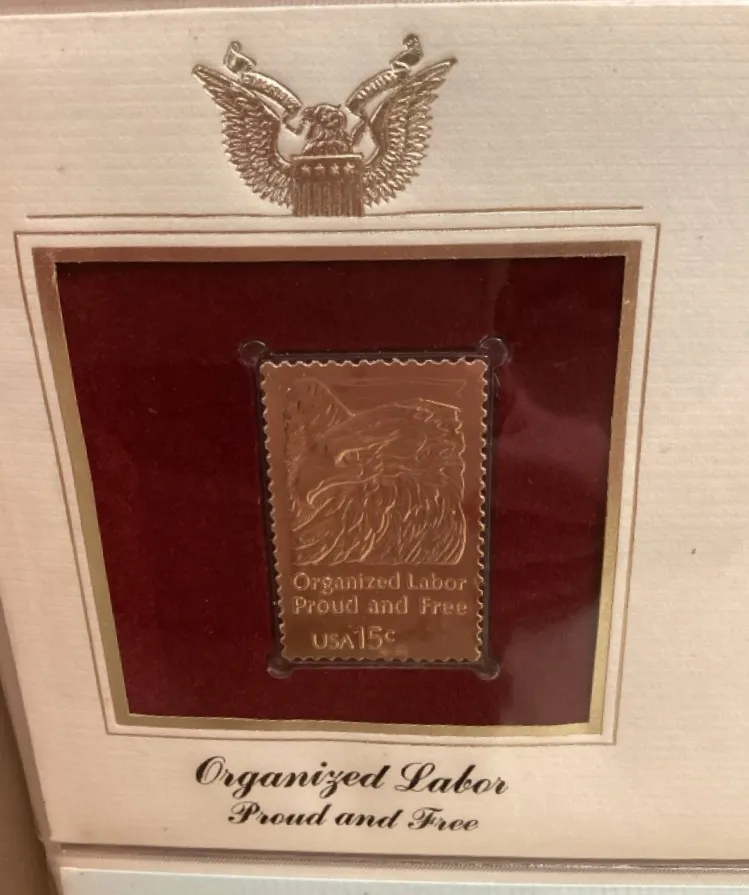 Organized Labor
Proud and Free
USA 15c
Organized Labor
Proud and Free